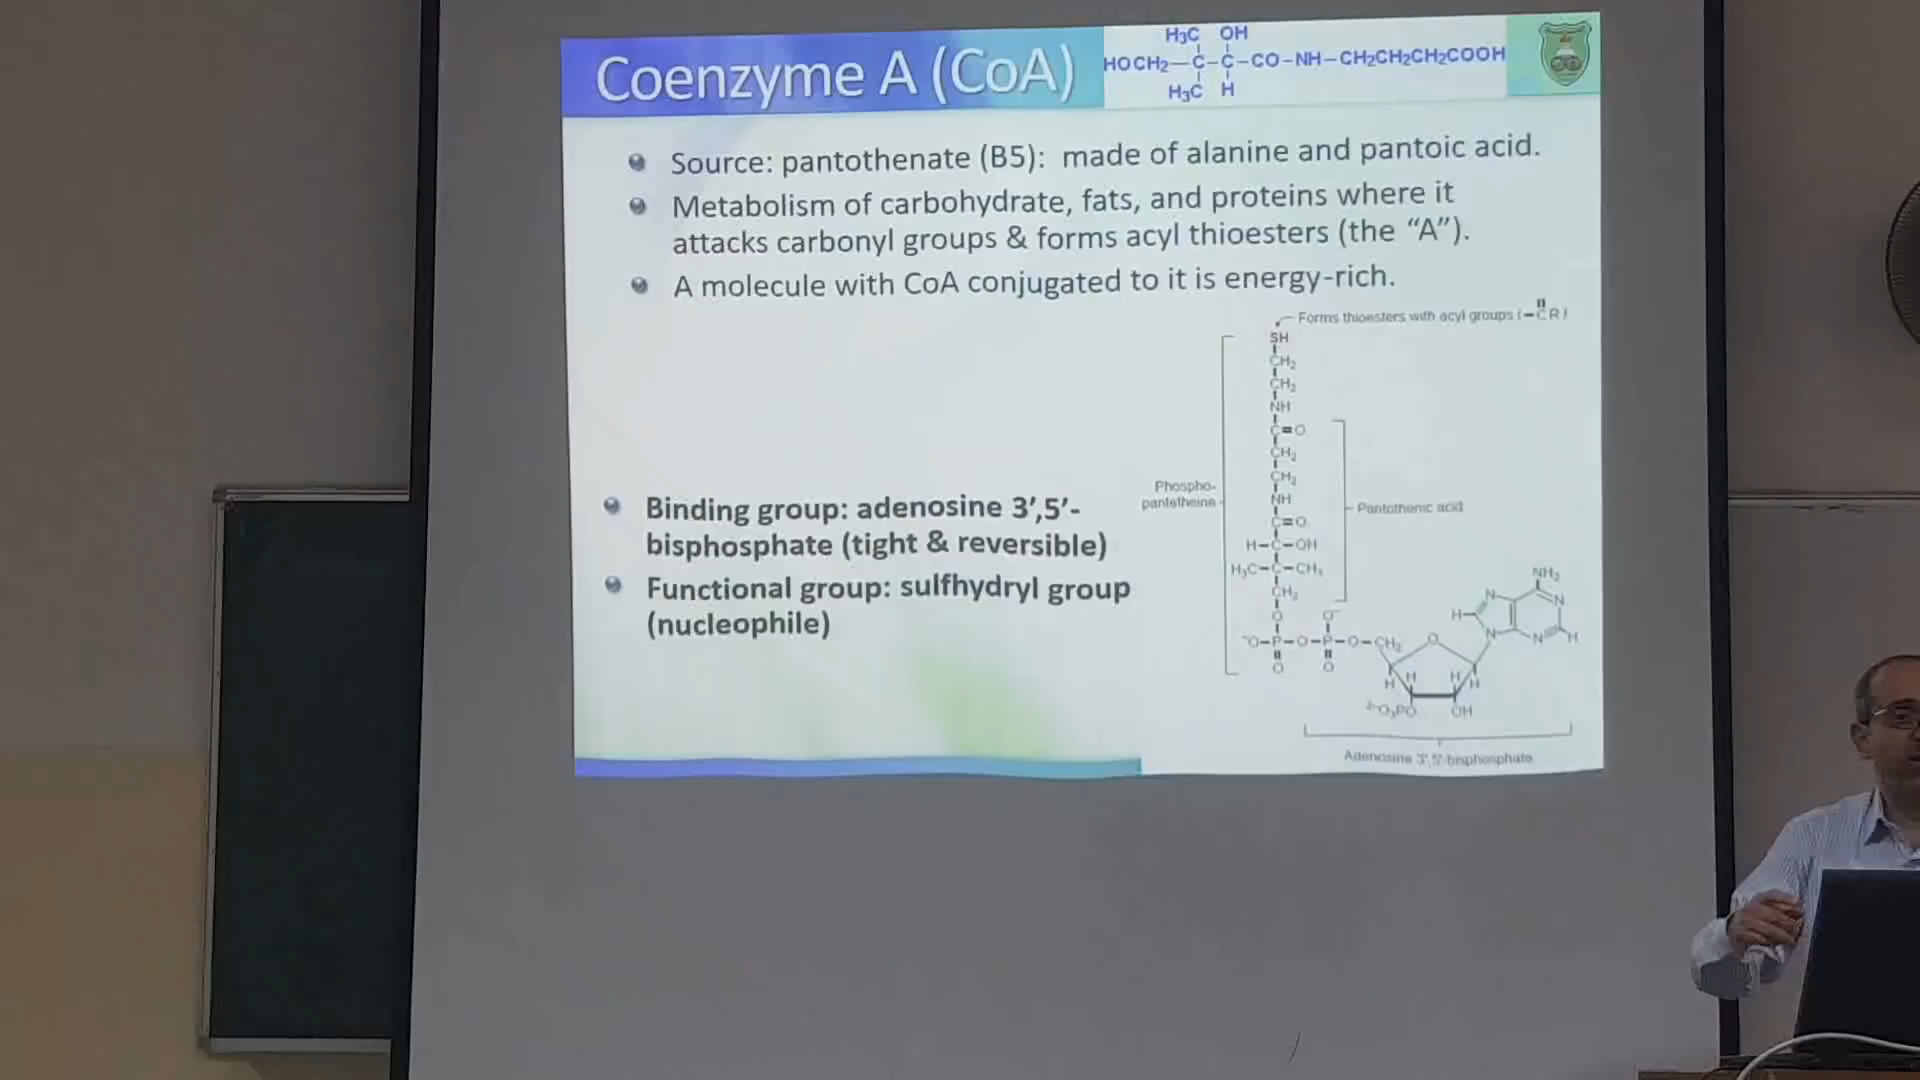 Coenzyme A (CoA)
H₃C OH
HOCH₂—C–C–CO–NH–CH₂CH₂CH₂COOH
H₃C H
Source: pantothenate (B5): made of alanine and pantoic acid.
Metabolism of carbohydrate, fats, and proteins where it
attacks carbonyl groups & forms acyl thioesters (the “A”).
A molecule with CoA conjugated to it is energy-rich.
Binding group: adenosine 3′,5′-
bisphosphate (tight & reversible)
Functional group: sulfhydryl group
(nucleophile)
Forms thioesters with acyl groups (–CR)
SH
CH₂
CH₂
NH
C=O
CH₂
CH₂
NH
C=O
H–C–OH
H₃C–C–CH₃
CH₂
O
O⁻
⁻O–P–O–P–O–CH₂
O
O
Phospho-
pantetheine
Pantothenic acid
NH₂
N
N
H
N
N
H
O
H
H
H
H
²⁻O₃PO
OH
Adenosine 3′,5′-bisphosphate